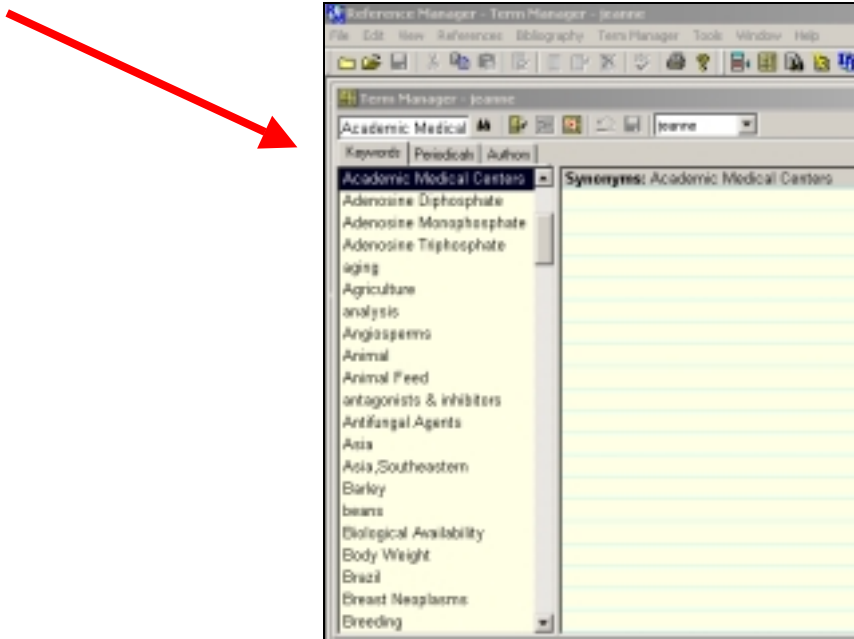 Reference Manager - Term Manager - jeanne
File Edit View References Bibliography Term Manager Tools Window Help
Term Manager - jeanne
Academic Medical jeanne
Keywords Periodicals Authors
Academic Medical Centers Synonyms: Academic Medical Centers
Adenosine Diphosphate
Adenosine Monophosphate
Adenosine Triphosphate
aging
Agriculture
analysis
Angiosperms
Animal
Animal Feed
antagonists & inhibitors
Antifungal Agents
Asia
Asia,Southeastern
Barley
beans
Biological Availability
Body Weight
Brazil
Breast Neoplasms
Breeding